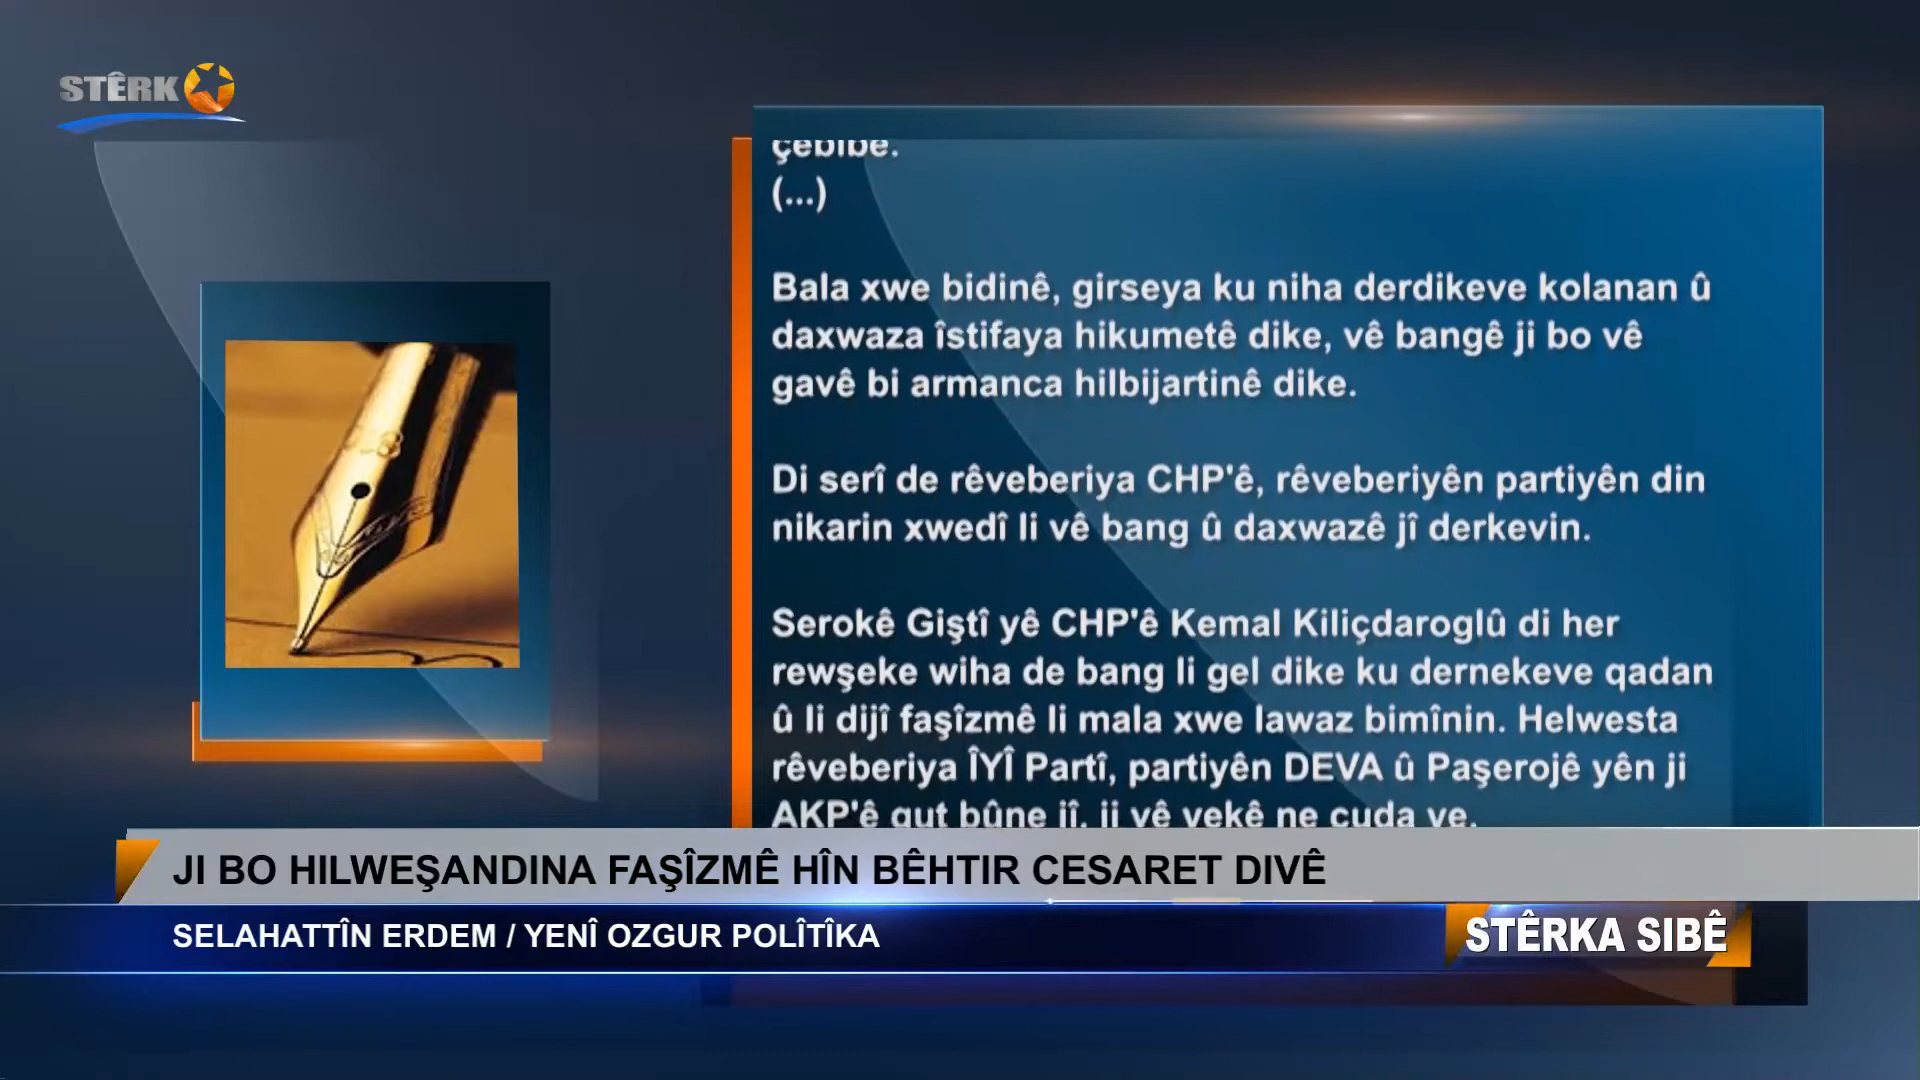 STÊRK
çebibe.
(...)
Bala xwe bidinê, girseya ku niha derdikeve kolanan û
daxwaza îstifaya hikumetê dike, vê bangê ji bo vê
gavê bi armanca hilbijartinê dike.
Di serî de rêveberiya CHP'ê, rêveberiyên partiyên din
nikarin xwedî li vê bang û daxwazê jî derkevin.
Serokê Giştî yê CHP'ê Kemal Kiliçdaroglû di her
rewşeke wiha de bang li gel dike ku dernekeve qadan
û li dijî faşîzmê li mala xwe lawaz bimînin. Helwesta
rêveberiya ÎYÎ Partî, partiyên DEVA û Paşerojê yên ji
AKP'ê qut bûne jî, ji vê yekê ne cuda ye.
JI BO HILWEŞANDINA FAŞÎZMÊ HÎN BÊHTIR CESARET DIVÊ
SELAHATTÎN ERDEM / YENÎ OZGUR POLÎTÎKA
STÊRKA SIBÊ